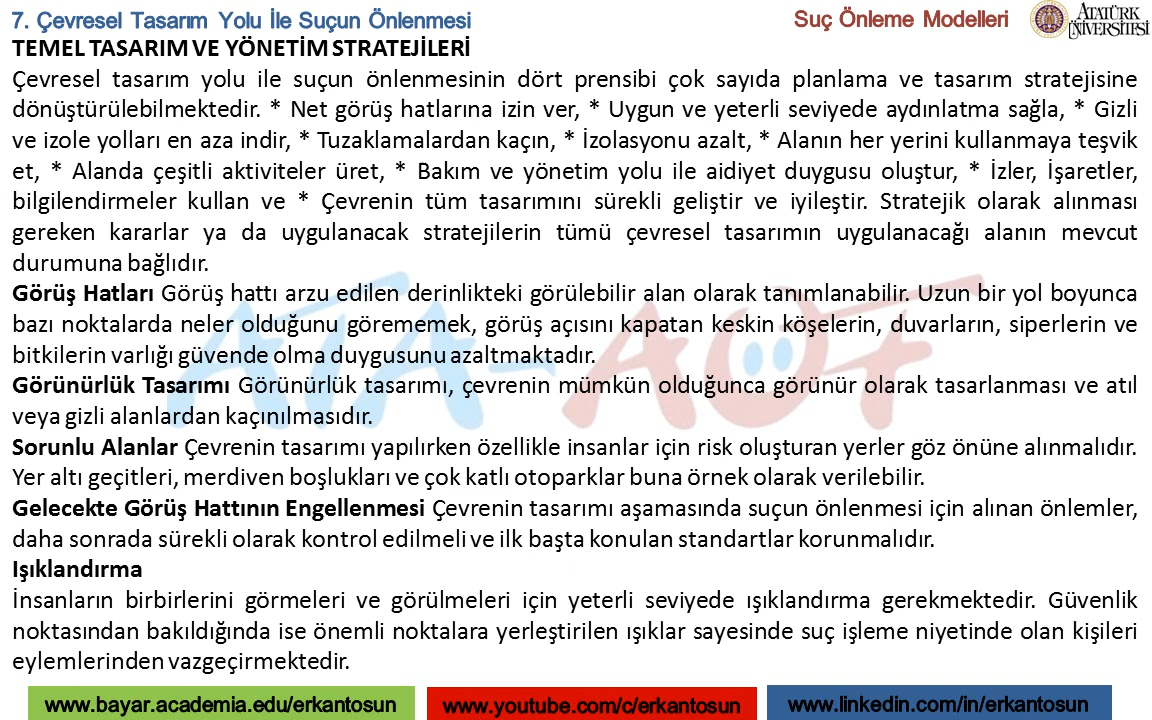 7. Çevresel Tasarım Yolu İle Suçun Önlenmesi
Suç Önleme Modelleri
ATATÜRK
ÜNİVERSİTESİ
TEMEL TASARIM VE YÖNETİM STRATEJİLERİ
Çevresel tasarım yolu ile suçun önlenmesinin dört prensibi çok sayıda planlama ve tasarım stratejisine
dönüştürülebilmektedir. * Net görüş hatlarına izin ver, * Uygun ve yeterli seviyede aydınlatma sağla, * Gizli
ve izole yolları en aza indir, * Tuzaklamalardan kaçın, * İzolasyonu azalt, * Alanın her yerini kullanmaya teşvik
et, * Alanda çeşitli aktiviteler üret, * Bakım ve yönetim yolu ile aidiyet duygusu oluştur, * İzler, İşaretler,
bilgilendirmeler kullan ve * Çevrenin tüm tasarımını sürekli geliştir ve iyileştir. Stratejik olarak alınması
gereken kararlar ya da uygulanacak stratejilerin tümü çevresel tasarımın uygulanacağı alanın mevcut
durumuna bağlıdır.
Görüş Hatları Görüş hattı arzu edilen derinlikteki görülebilir alan olarak tanımlanabilir. Uzun bir yol boyunca
bazı noktalarda neler olduğunu görememek, görüş açısını kapatan keskin köşelerin, duvarların, siperlerin ve
bitkilerin varlığı güvende olma duygusunu azaltmaktadır.
Görünürlük Tasarımı Görünürlük tasarımı, çevrenin mümkün olduğunca görünür olarak tasarlanması ve atıl
veya gizli alanlardan kaçınılmasıdır.
Sorunlu Alanlar Çevrenin tasarımı yapılırken özellikle insanlar için risk oluşturan yerler göz önüne alınmalıdır.
Yer altı geçitleri, merdiven boşlukları ve çok katlı otoparklar buna örnek olarak verilebilir.
Gelecekte Görüş Hattının Engellenmesi Çevrenin tasarımı aşamasında suçun önlenmesi için alınan önlemler,
daha sonrada sürekli olarak kontrol edilmeli ve ilk başta konulan standartlar korunmalıdır.
Işıklandırma
İnsanların birbirlerini görmeleri ve görülmeleri için yeterli seviyede ışıklandırma gerekmektedir. Güvenlik
noktasından bakıldığında ise önemli noktalara yerleştirilen ışıklar sayesinde suç işleme niyetinde olan kişileri
eylemlerinden vazgeçirmektedir.
ATA-AÖF
www.bayar.academia.edu/erkantosun
www.youtube.com/c/erkantosun
www.linkedin.com/in/erkantosun